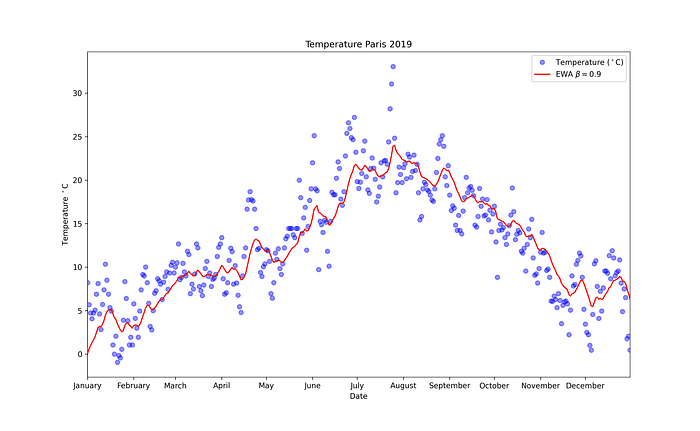 Temperature Paris 2019
Temperature (°C)
EWA β = 0.9
Temperature °C
30
25
20
15
10
5
0
January February March April May June July August September October November December
Date